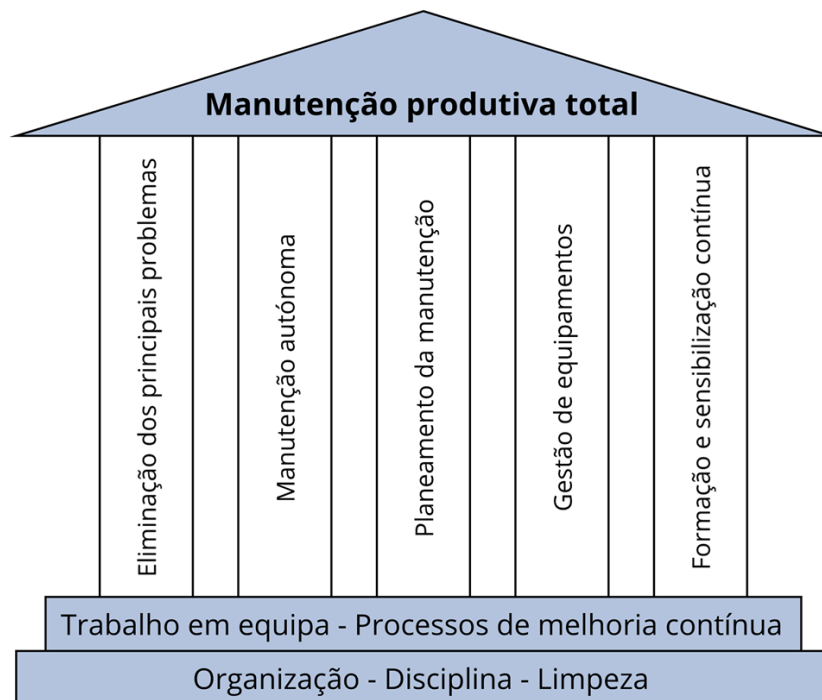 Manutenção produtiva total
Eliminação dos principais problemas
Manutenção autónoma
Planeamento da manutenção
Gestão de equipamentos
Formação e sensibilização contínua
Trabalho em equipa - Processos de melhoria contínua
Organização - Disciplina - Limpeza